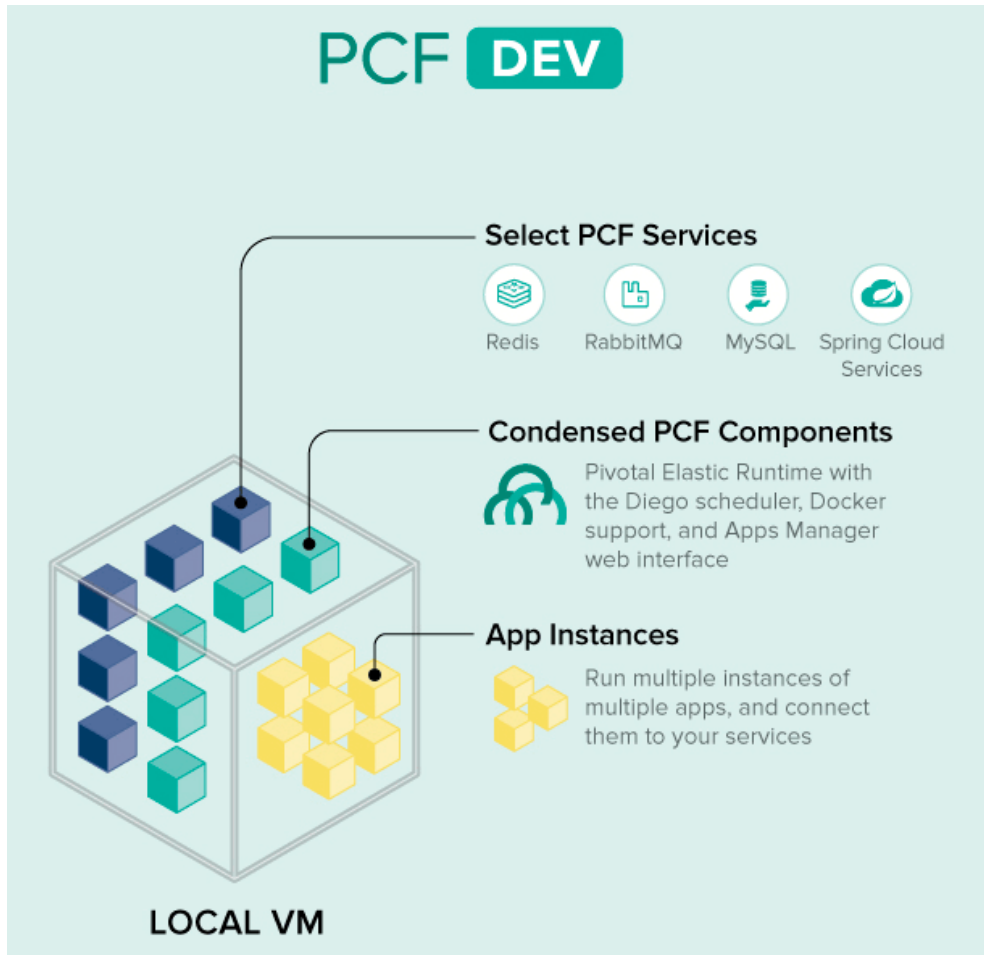 PCF DEV
Select PCF Services
Redis
RabbitMQ
MySQL
Spring Cloud
Services
Condensed PCF Components
Pivotal Elastic Runtime with
the Diego scheduler, Docker
support, and Apps Manager
web interface
App Instances
Run multiple instances of
multiple apps, and connect
them to your services
LOCAL VM